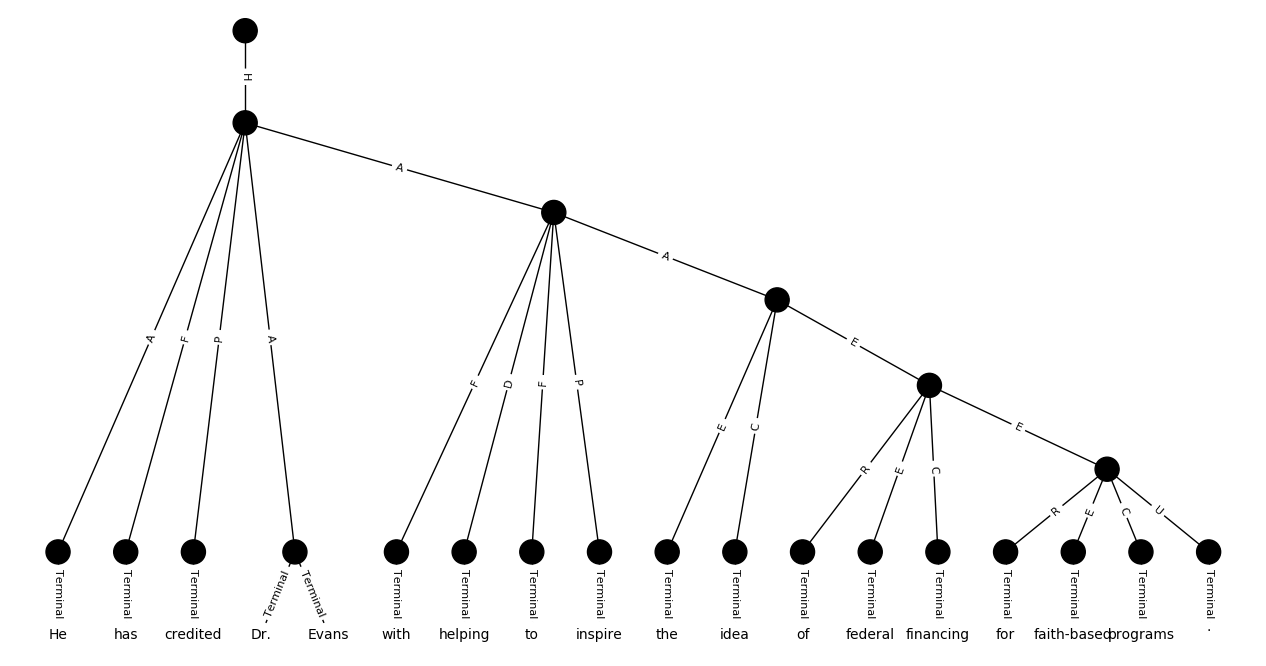 H
A
A
A
F
P
A
E
F
D
F
P
E
C
E
R
E
C
R
E
C
U
Terminal Terminal Terminal Terminal Terminal Terminal Terminal Terminal Terminal Terminal Terminal Terminal Terminal Terminal Terminal Terminal Terminal Terminal
He has credited Dr. Evans with helping to inspire the idea of federal financing for faith-based programs .